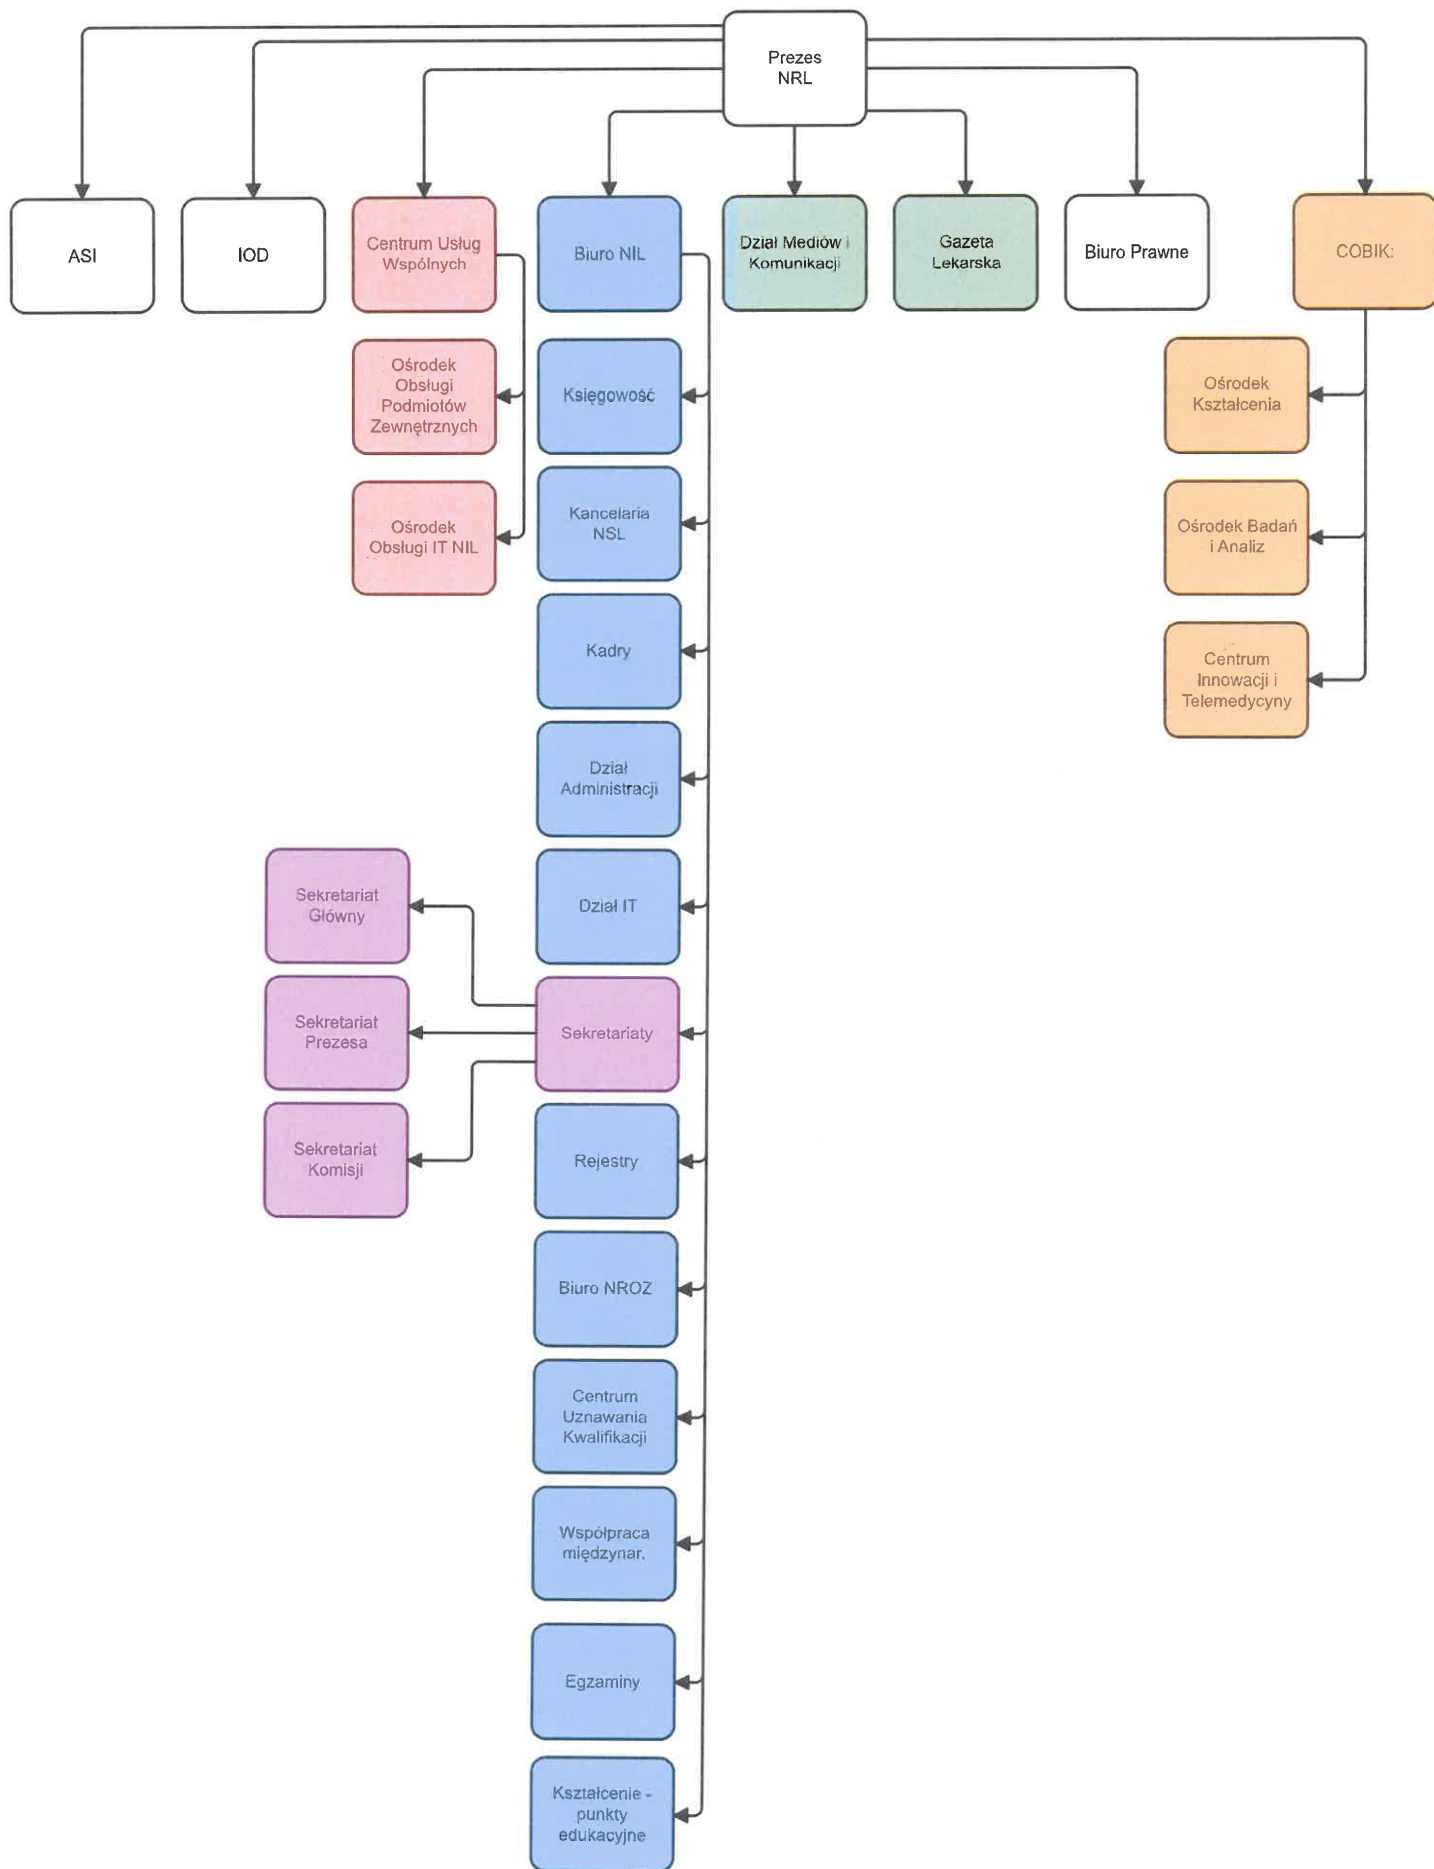 Prezes
NRL
ASI
IOD
Centrum Usług
Wspólnych
Biuro NIL
Dział Mediów i
Komunikacji
Gazeta
Lekarska
Biuro Prawne
COBIK:
Ośrodek
Obsługi
Podmiotów
Zewnętrznych
Ośrodek
Obsługi IT NIL
Księgowość
Kancelaria
NSL
Kadry
Dział
Administracji
Dział IT
Sekretariaty
Sekretariat
Główny
Sekretariat
Prezesa
Sekretariat
Komisji
Rejestry
Biuro NROZ
Centrum
Uznawania
Kwalifikacji
Współpraca
międzynar.
Egzaminy
Kształcenie -
punkty
edukacyjne
Ośrodek
Kształcenia
Ośrodek Badań
i Analiz
Centrum
Innowacji i
Telemedycyny